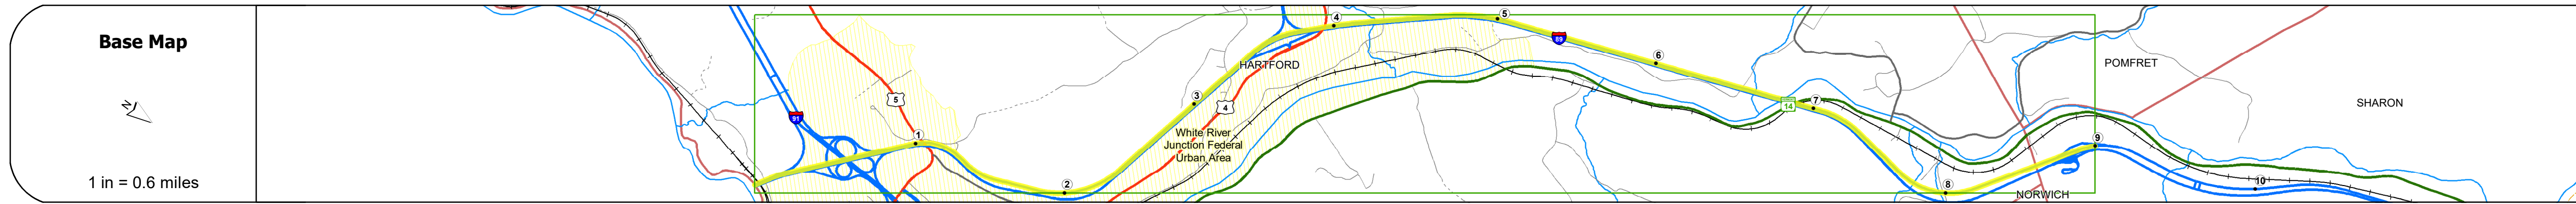 Base Map
N
1 in = 0.6 miles
91
5
1
2
3
HARTFORD
4
White River
Junction Federal
Urban Area
4
5
89
6
14
7
8
NORWICH
9
POMFRET
10
SHARON